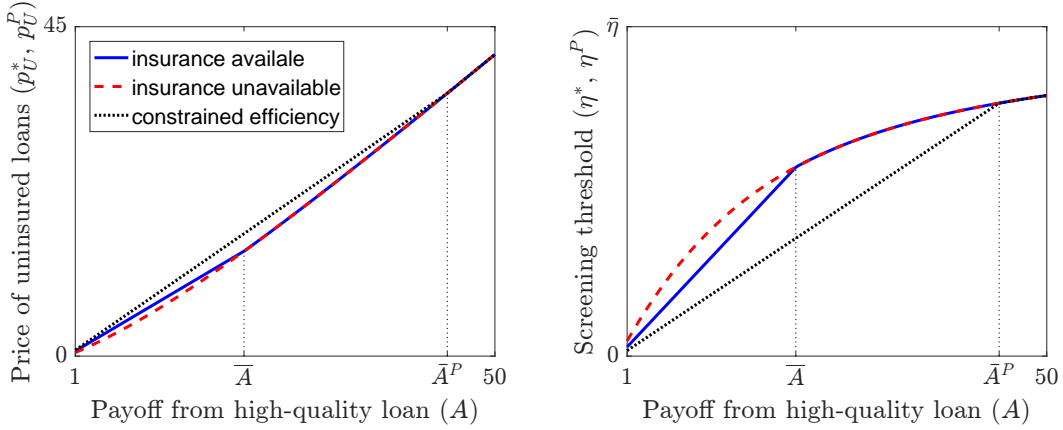 Price of uninsured loans (p*_U, p^P_U)
45
0
insurance availale
insurance unavailable
constrained efficiency
1
A̅
A̅^P
50
Payoff from high-quality loan (A)
Screening threshold (η*, η^P)
η̄
0
1
A̅
A̅^P
50
Payoff from high-quality loan (A)